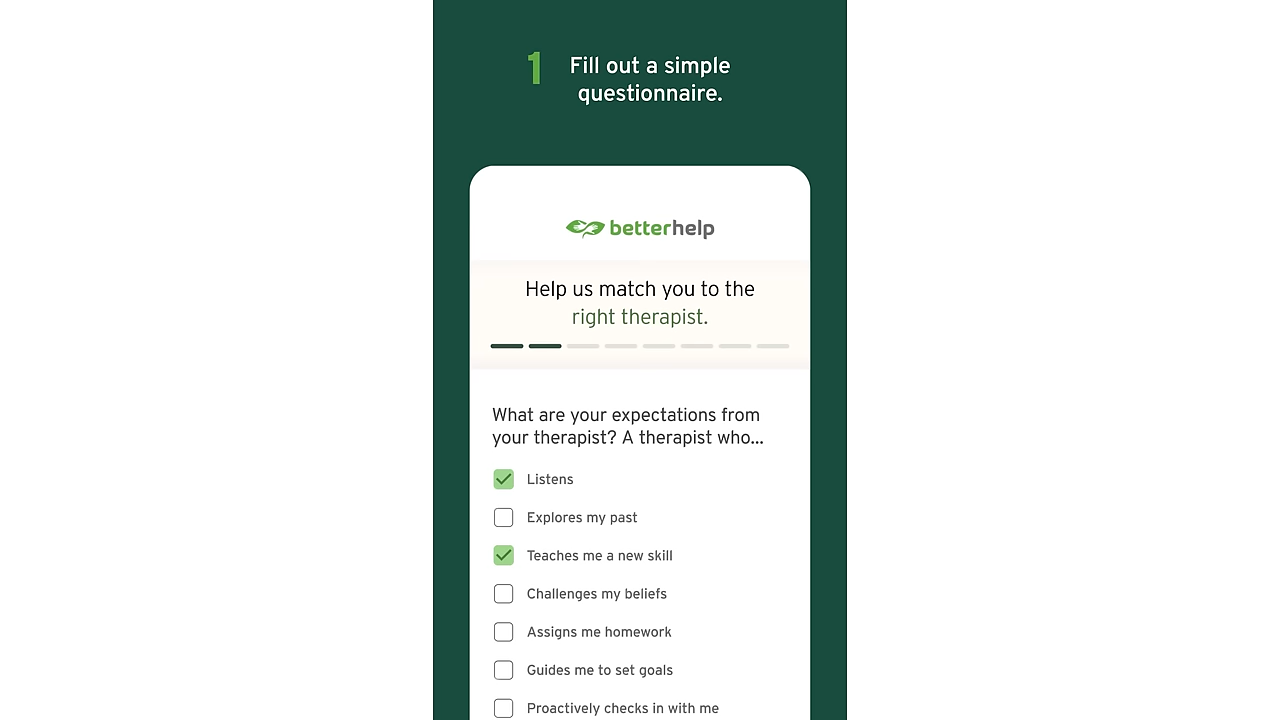 1
Fill out a simple
questionnaire.
betterhelp
Help us match you to the
right therapist.
What are your expectations from
your therapist? A therapist who...
Listens
Explores my past
Teaches me a new skill
Challenges my beliefs
Assigns me homework
Guides me to set goals
Proactively checks in with me